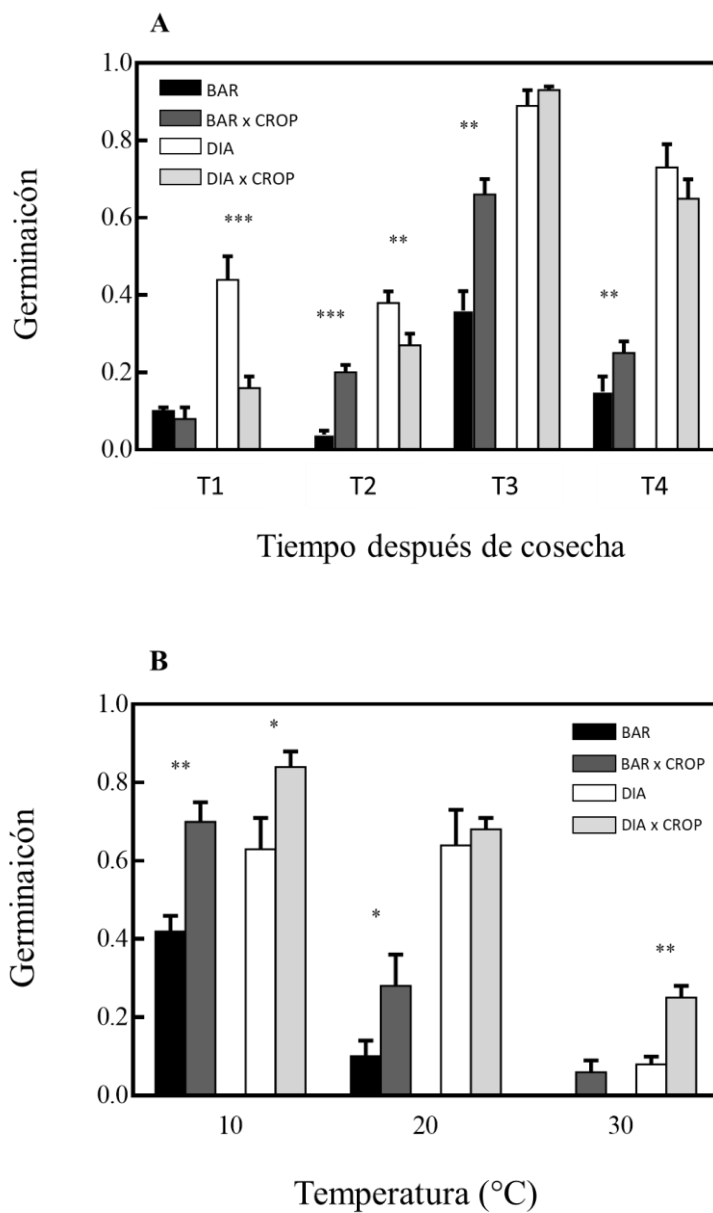 A
1.0
0.8
0.6
0.4
0.2
0.0
Germinaicón
BAR
BAR x CROP
DIA
DIA x CROP
***
***
**
**
**
T1 T2 T3 T4
Tiempo después de cosecha
B
1.0
0.8
0.6
0.4
0.2
0.0
Germinaicón
BAR
BAR x CROP
DIA
DIA x CROP
**
*
*
**
10 20 30
Temperatura (°C)